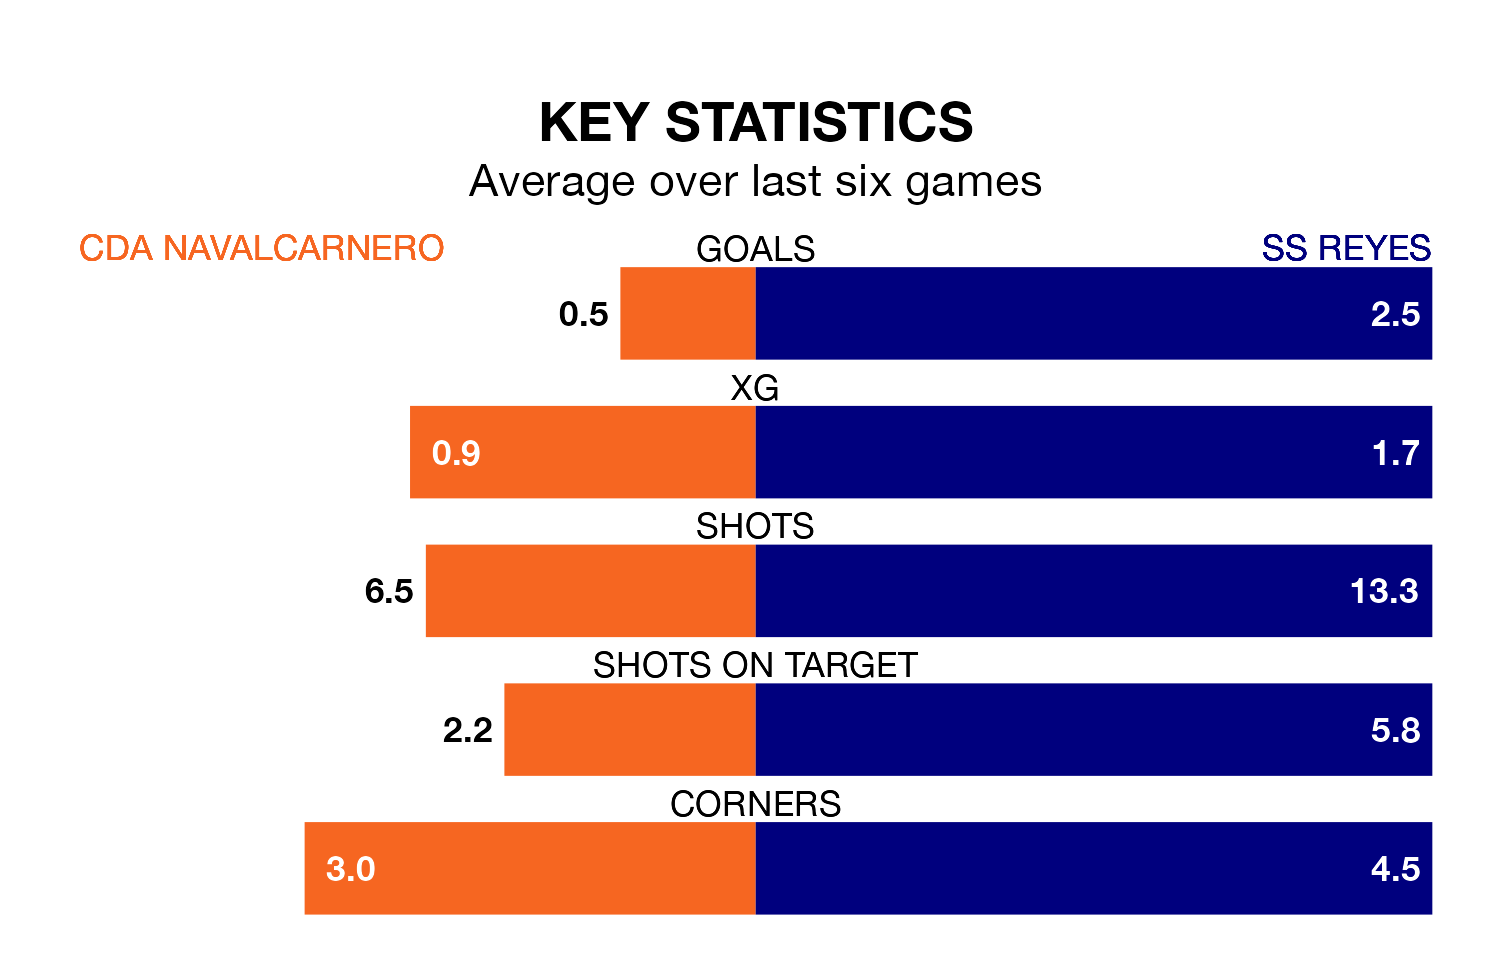 KEY STATISTICS
Average over last six games
CDA NAVALCARNERO GOALS SS REYES
0.5 2.5
XG
0.9 1.7
SHOTS
6.5 13.3
SHOTS ON TARGET
2.2 5.8
CORNERS
3.0 4.5